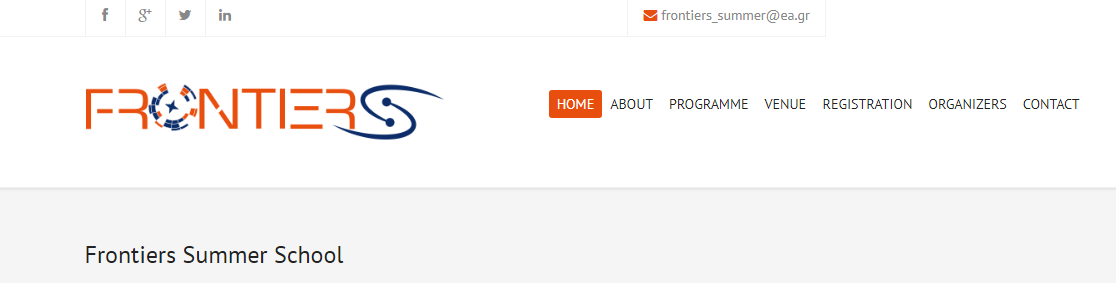 frontiers_summer@ea.gr
FRONTIERS
HOME ABOUT PROGRAMME VENUE REGISTRATION ORGANIZERS CONTACT
Frontiers Summer School